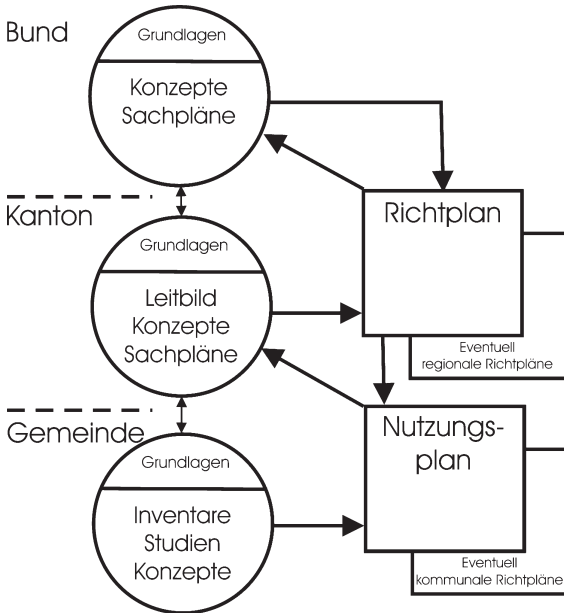 Bund
Grundlagen
Konzepte
Sachpläne
Kanton
Grundlagen
Leitbild
Konzepte
Sachpläne
Richtplan
Eventuell
regionale Richtpläne
Gemeinde
Grundlagen
Inventare
Studien
Konzepte
Nutzungs-
plan
Eventuell
kommunale Richtpläne